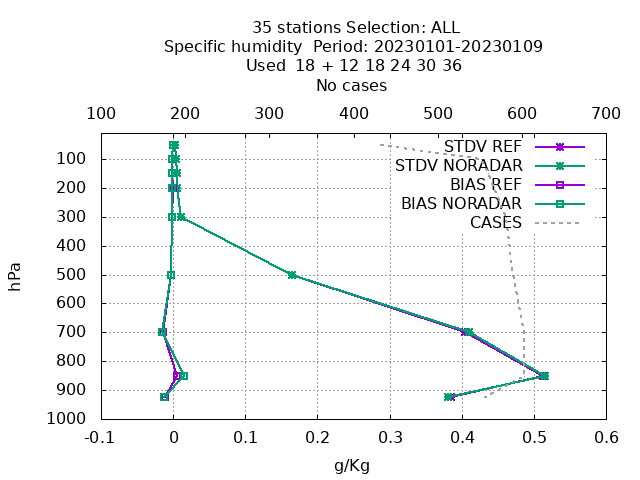 35 stations Selection: ALL
Specific humidity  Period: 20230101-20230109
Used  18 + 12 18 24 30 36
No cases
100 200 300 400 500 600 700
STDV REF
STDV NORADAR
BIAS REF
BIAS NORADAR
CASES
hPa
100
200
300
400
500
600
700
800
900
1000
-0.1 0 0.1 0.2 0.3 0.4 0.5 0.6
g/Kg